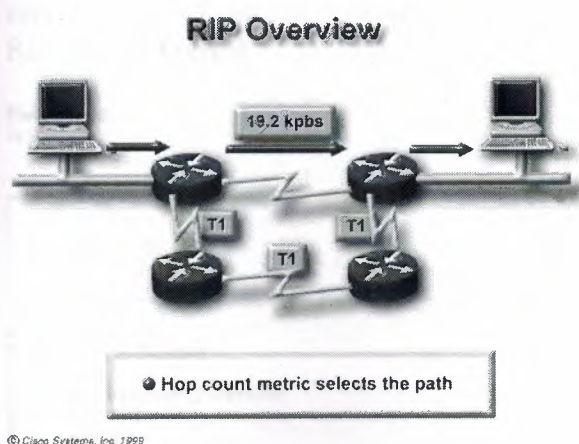 RIP Overview
19.2 kpbs
T1
T1
T1
Hop count metric selects the path
© Cisco Systems, Inc. 1999